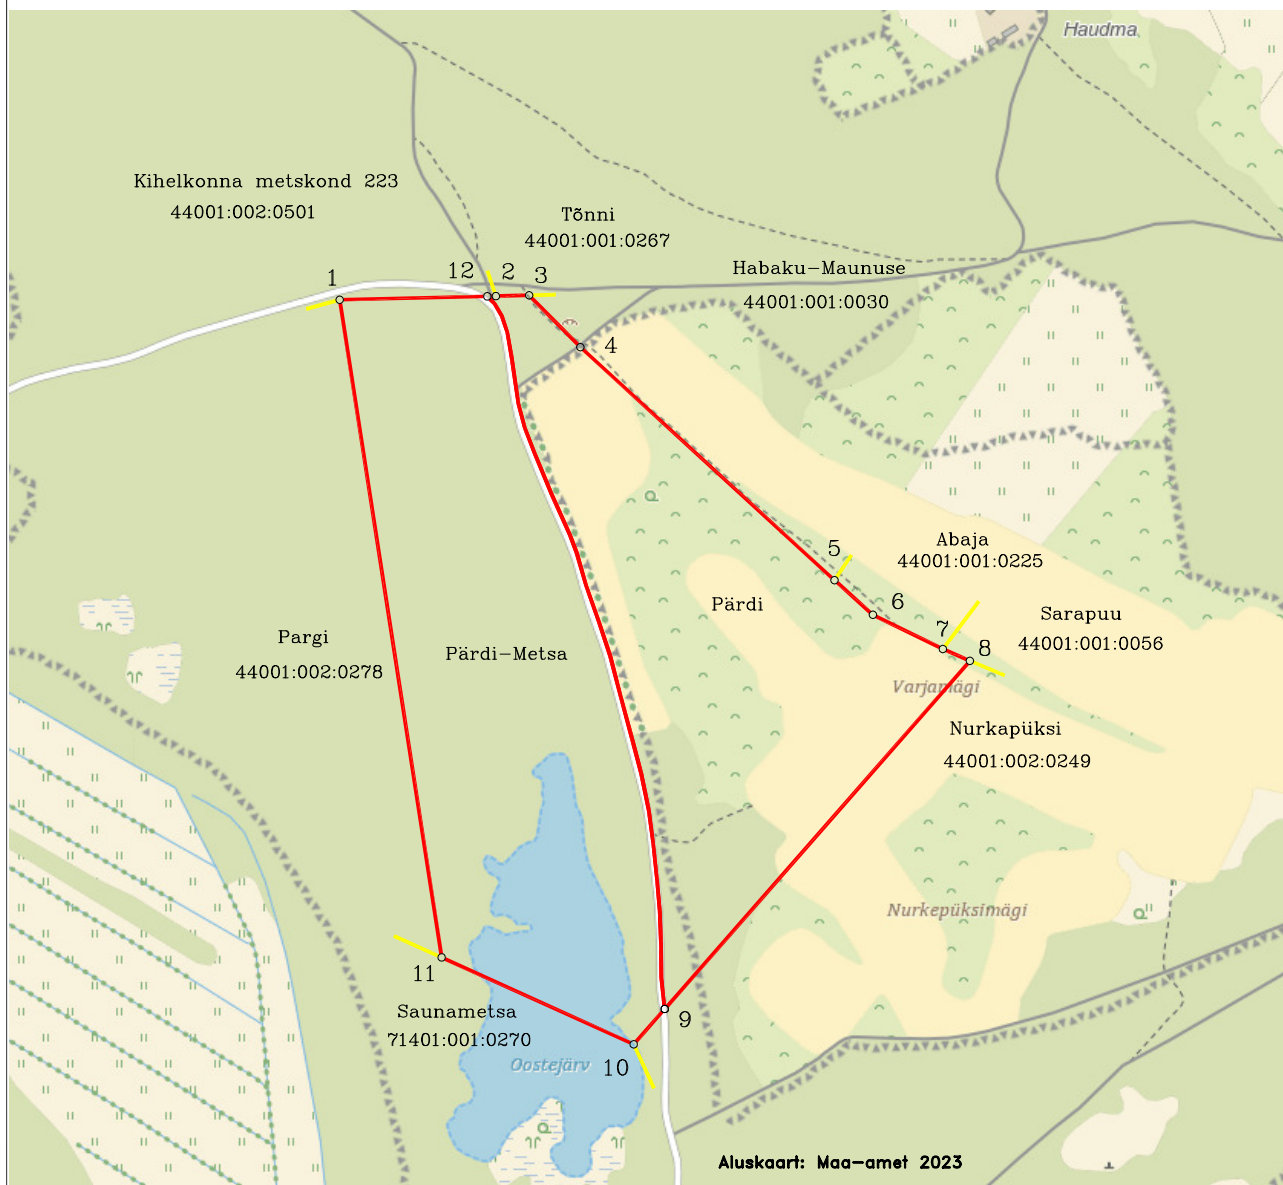 Haudma
Kihelkonna metskond 223
44001:002:0501
Tõnni
44001:001:0267
Habaku-Maunuse
44001:001:0030
1
12
2
3
4
5
Abaja
44001:001:0225
6
Pärdi
Sarapuu
44001:001:0056
7
8
Pargi
44001:002:0278
Pärdi-Metsa
Varjamägi
Nurkapüksi
44001:002:0249
Nurkepüksimägi
11
Saunametsa
71401:001:0270
9
10
Oostejärv
Aluskaart: Maa-amet 2023